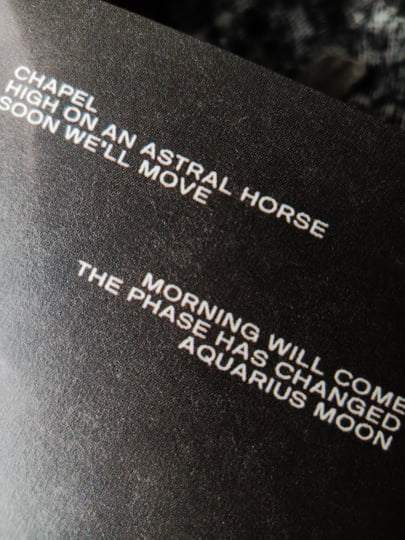 CHAPEL
HIGH ON AN ASTRAL HORSE
SOON WE'LL MOVE
MORNING WILL COME
THE PHASE HAS CHANGED
AQUARIUS MOON